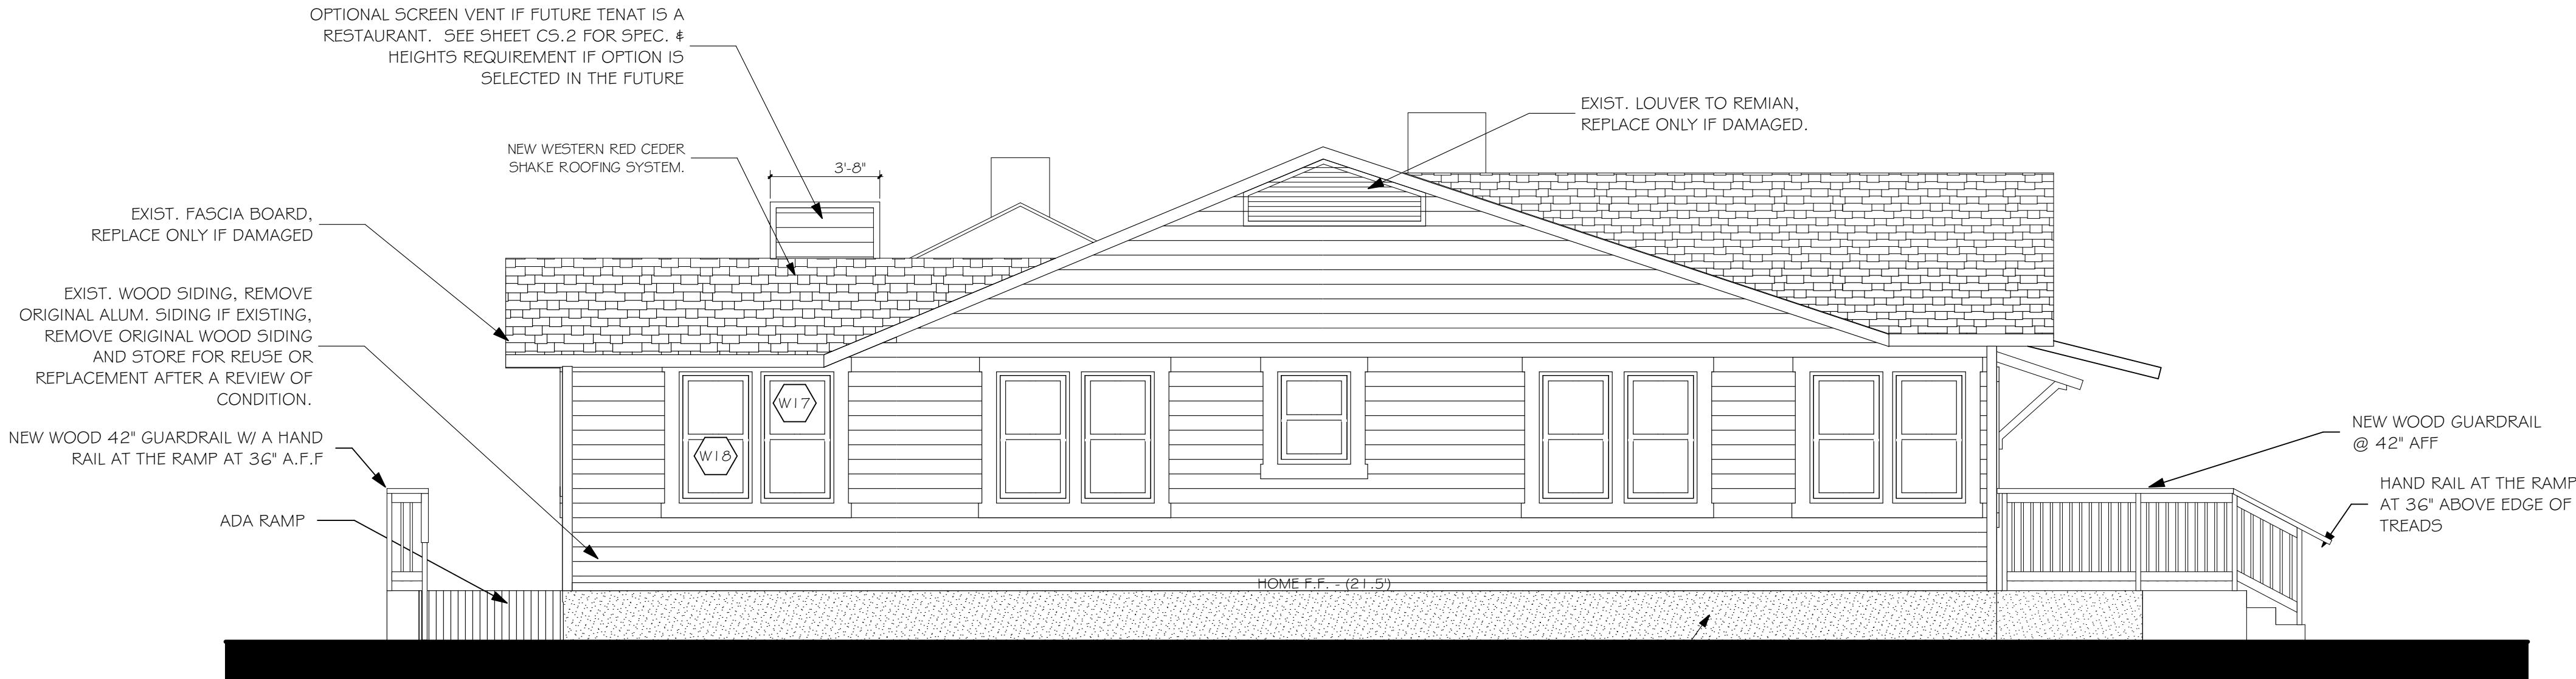 OPTIONAL SCREEN VENT IF FUTURE TENAT IS A
RESTAURANT. SEE SHEET CS.2 FOR SPEC. &
HEIGHTS REQUIREMENT IF OPTION IS
SELECTED IN THE FUTURE
EXIST. LOUVER TO REMIAN,
REPLACE ONLY IF DAMAGED.
NEW WESTERN RED CEDER
SHAKE ROOFING SYSTEM.
3'-8"
EXIST. FASCIA BOARD,
REPLACE ONLY IF DAMAGED
EXIST. WOOD SIDING, REMOVE
ORIGINAL ALUM. SIDING IF EXISTING,
REMOVE ORIGINAL WOOD SIDING
AND STORE FOR REUSE OR
REPLACEMENT AFTER A REVIEW OF
CONDITION.
W17
W18
NEW WOOD 42" GUARDRAIL W/ A HAND
RAIL AT THE RAMP AT 36" A.F.F
ADA RAMP
NEW WOOD GUARDRAIL
@ 42" AFF
HAND RAIL AT THE RAMP
AT 36" ABOVE EDGE OF
TREADS
HOME F.F. - (21.5')